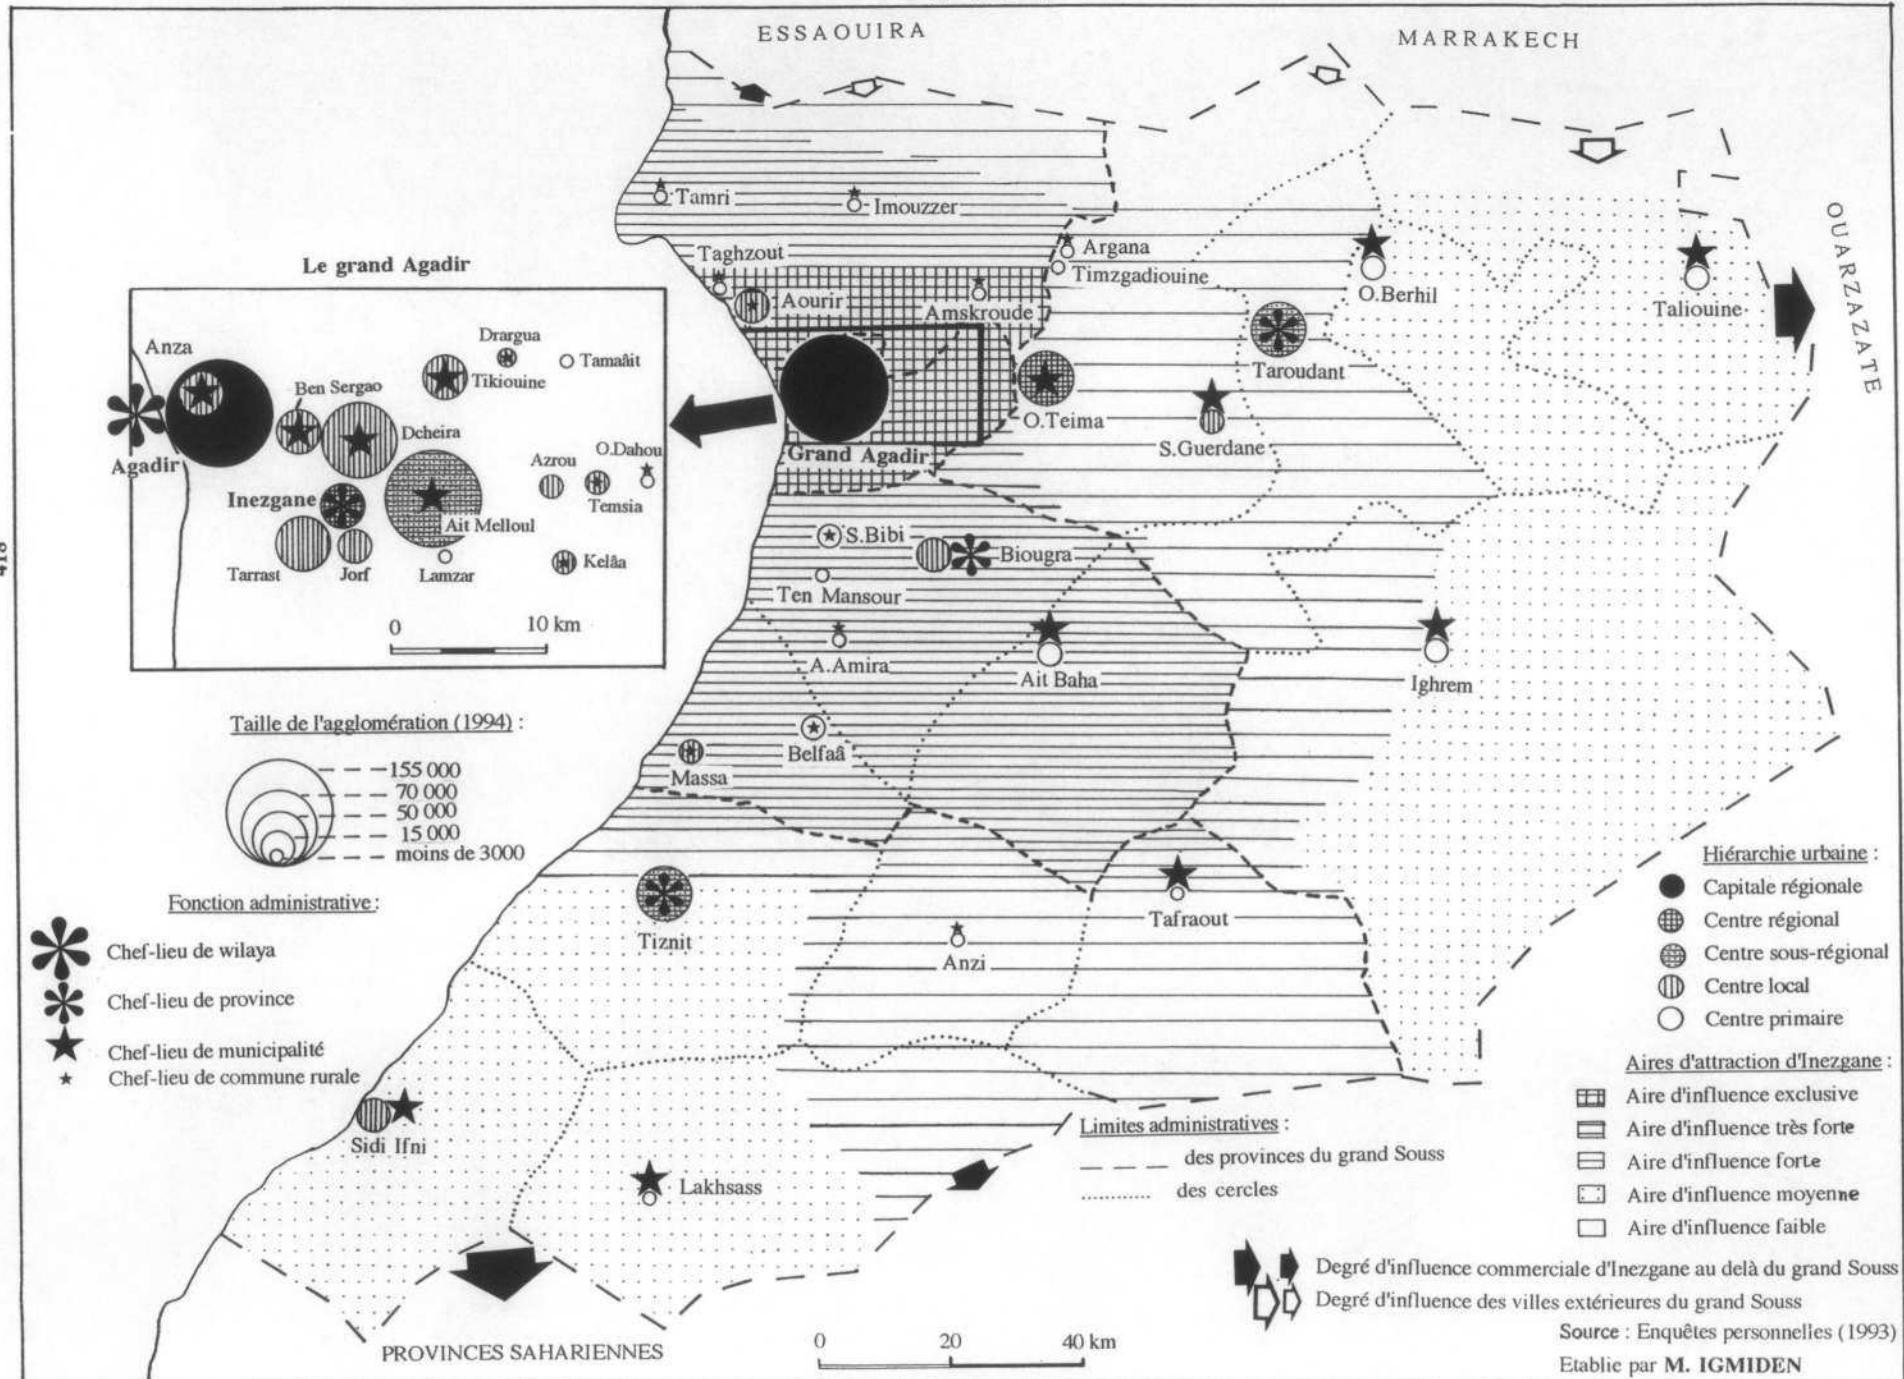 ESSAOUIRA
MARRAKECH
OUARZAZATE
Tamri
Imouzzer
Taghzout
Argana
Timzgadiouine
Aourir
Amskroude
O.Berhil
Taliouine
Taroudant
O.Teima
S.Guerdane
Grand Agadir
S.Bibi
Biougra
Ten Mansour
A.Amira
Ait Baha
Ighrem
Belfaâ
Massa
Tiznit
Tafraout
Anzi
Sidi Ifni
Lakhsass
PROVINCES SAHARIENNES
418
Le grand Agadir
Anza
Drargua
Tamaâit
Tikiouine
Ben Sergao
Dcheira
Agadir
Azrou
O.Dahou
Temsia
Inezgane
Ait Melloul
Tarrast
Jorf
Lamzar
Kelâa
0 10 km
Taille de l'agglomération (1994) :
155 000
70 000
50 000
15 000
moins de 3000
Fonction administrative :
Chef-lieu de wilaya
Chef-lieu de province
Chef-lieu de municipalité
Chef-lieu de commune rurale
Hiérarchie urbaine :
Capitale régionale
Centre régional
Centre sous-régional
Centre local
Centre primaire
Aires d'attraction d'Inezgane :
Aire d'influence exclusive
Aire d'influence très forte
Aire d'influence forte
Aire d'influence moyenne
Aire d'influence faible
Limites administratives :
des provinces du grand Souss
des cercles
Degré d'influence commerciale d'Inezgane au delà du grand Souss
Degré d'influence des villes extérieures du grand Souss
0 20 40 km
Source : Enquêtes personnelles (1993)
Etablie par M. IGMIDEN